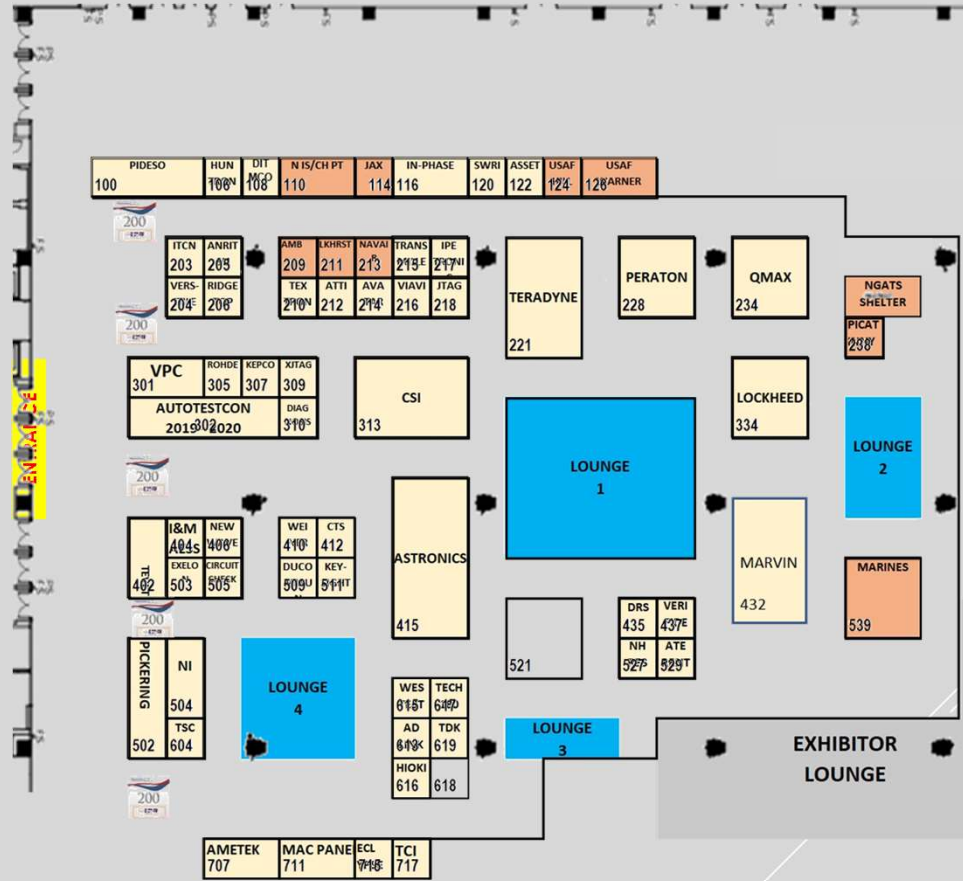 PIDESO
100
HUN
106
DIT
MCO
108
N IS/CH PT
110
JAX
114
IN-PHASE
116
SWRI
120
ASSET
122
USAF
124
USAF
WARNER
126
200
ITCN
203
ANRIT
205
AMB
209
LKHRST
211
NAVAI
R
213
TRANS
215
IPE
217
VERS-
204
RIDGE
206
TEX
TRON
210
ATTI
212
AVA
214
VIAVI
216
JTAG
218
TERADYNE
221
PERATON
228
QMAX
234
NGATS
SHELTER
PICAT
238
200
VPC
301
ROHDE
305
KEPCO
307
XJTAG
309
AUTOTESTCON
2019 2020
302
DIAG
310
CSI
313
LOUNGE
1
LOCKHEED
334
LOUNGE
2
ENTRANCE
200
402
I&M
404
NEW
406
EXELO
N
503
CIRCUIT
CHECK
505
WEI
410
CTS
412
DUCO
509
KEY-
511
ASTRONICS
415
MARVIN
432
MARINES
539
200
521
DRS
435
VERI
437
NH
527
ATE
529
PICKERING
502
NI
504
TSC
604
LOUNGE
4
WES
615
TECH
617
AD
613
TDK
619
HIOKI
616
618
LOUNGE
3
EXHIBITOR
LOUNGE
200
AMETEK
707
MAC PANE
711
ECL
TCI
717